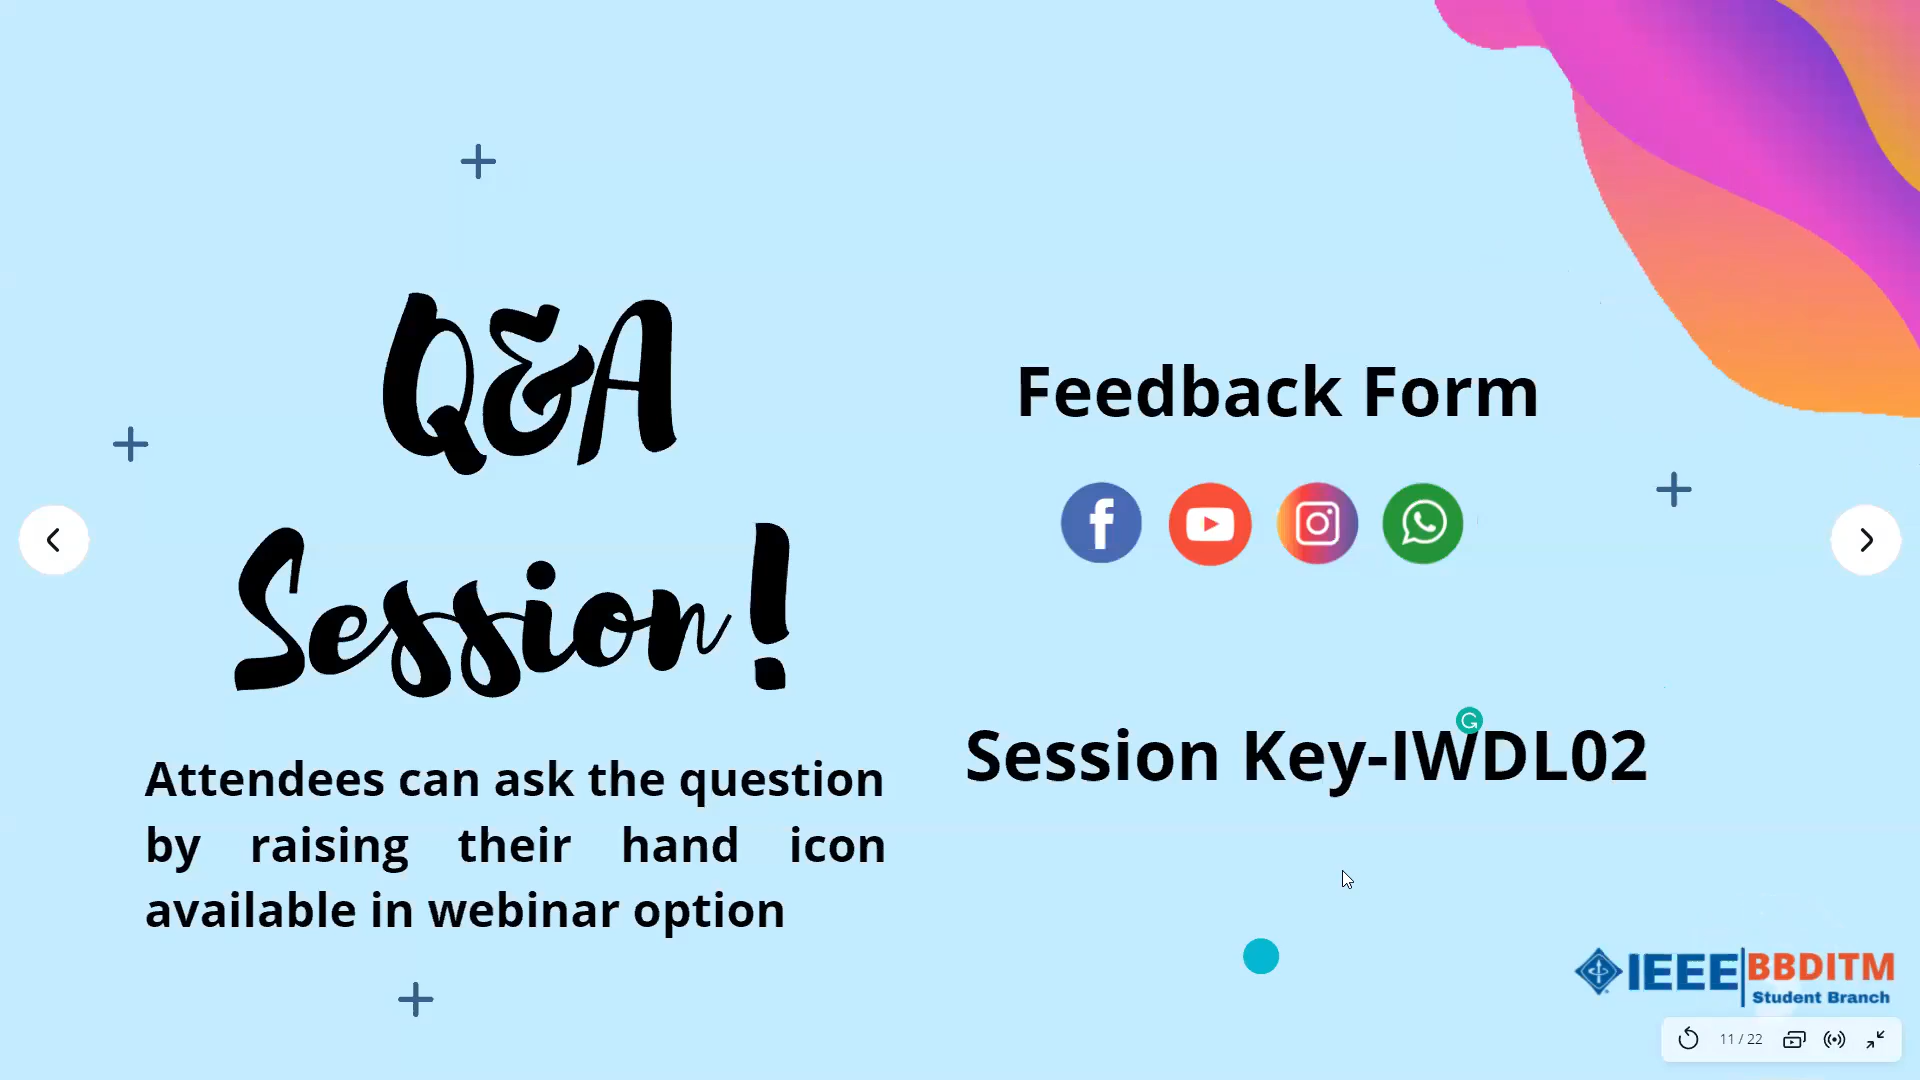 Q&A
Session!
Attendees can ask the question
by raising their hand icon
available in webinar option
Feedback Form
Session Key-IWDL02
IEEE BBDITM
Student Branch
11 / 22